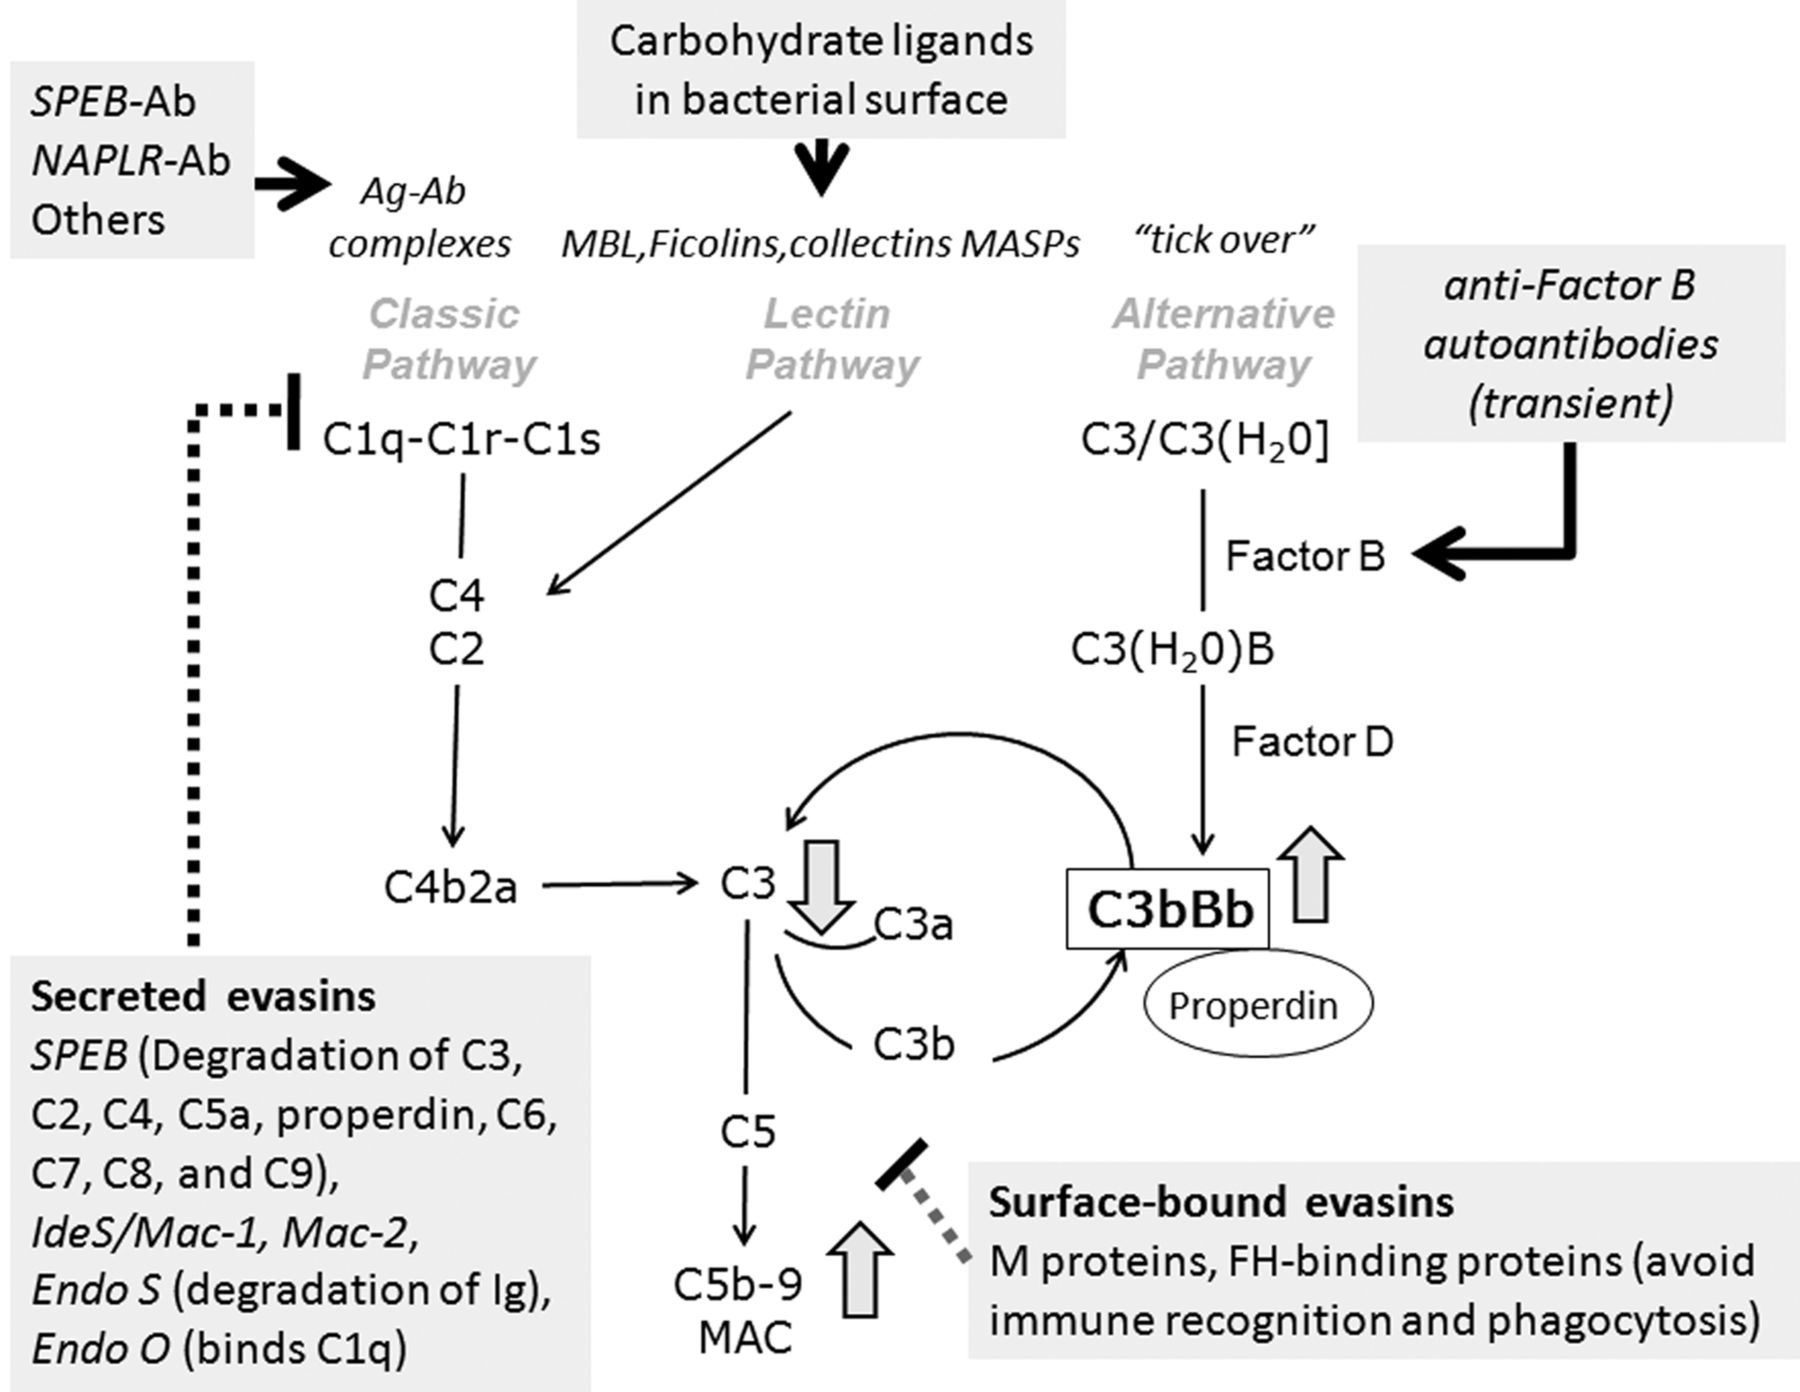 Carbohydrate ligands
in bacterial surface
SPEB-Ab
NAPLR-Ab
Others
Ag-Ab
complexes
MBL,Ficolins,collectins MASPs
“tick over”
Classic
Pathway
Lectin
Pathway
Alternative
Pathway
anti-Factor B
autoantibodies
(transient)
C1q-C1r-C1s
C3/C3(H₂0]
Factor B
C4
C2
C3(H₂0)B
Factor D
C4b2a
C3
C3a
C3bBb
Properdin
C3b
C5
C5b-9
MAC
Secreted evasins
SPEB (Degradation of C3,
C2, C4, C5a, properdin, C6,
C7, C8, and C9),
IdeS/Mac-1, Mac-2,
Endo S (degradation of Ig),
Endo O (binds C1q)
Surface-bound evasins
M proteins, FH-binding proteins (avoid
immune recognition and phagocytosis)